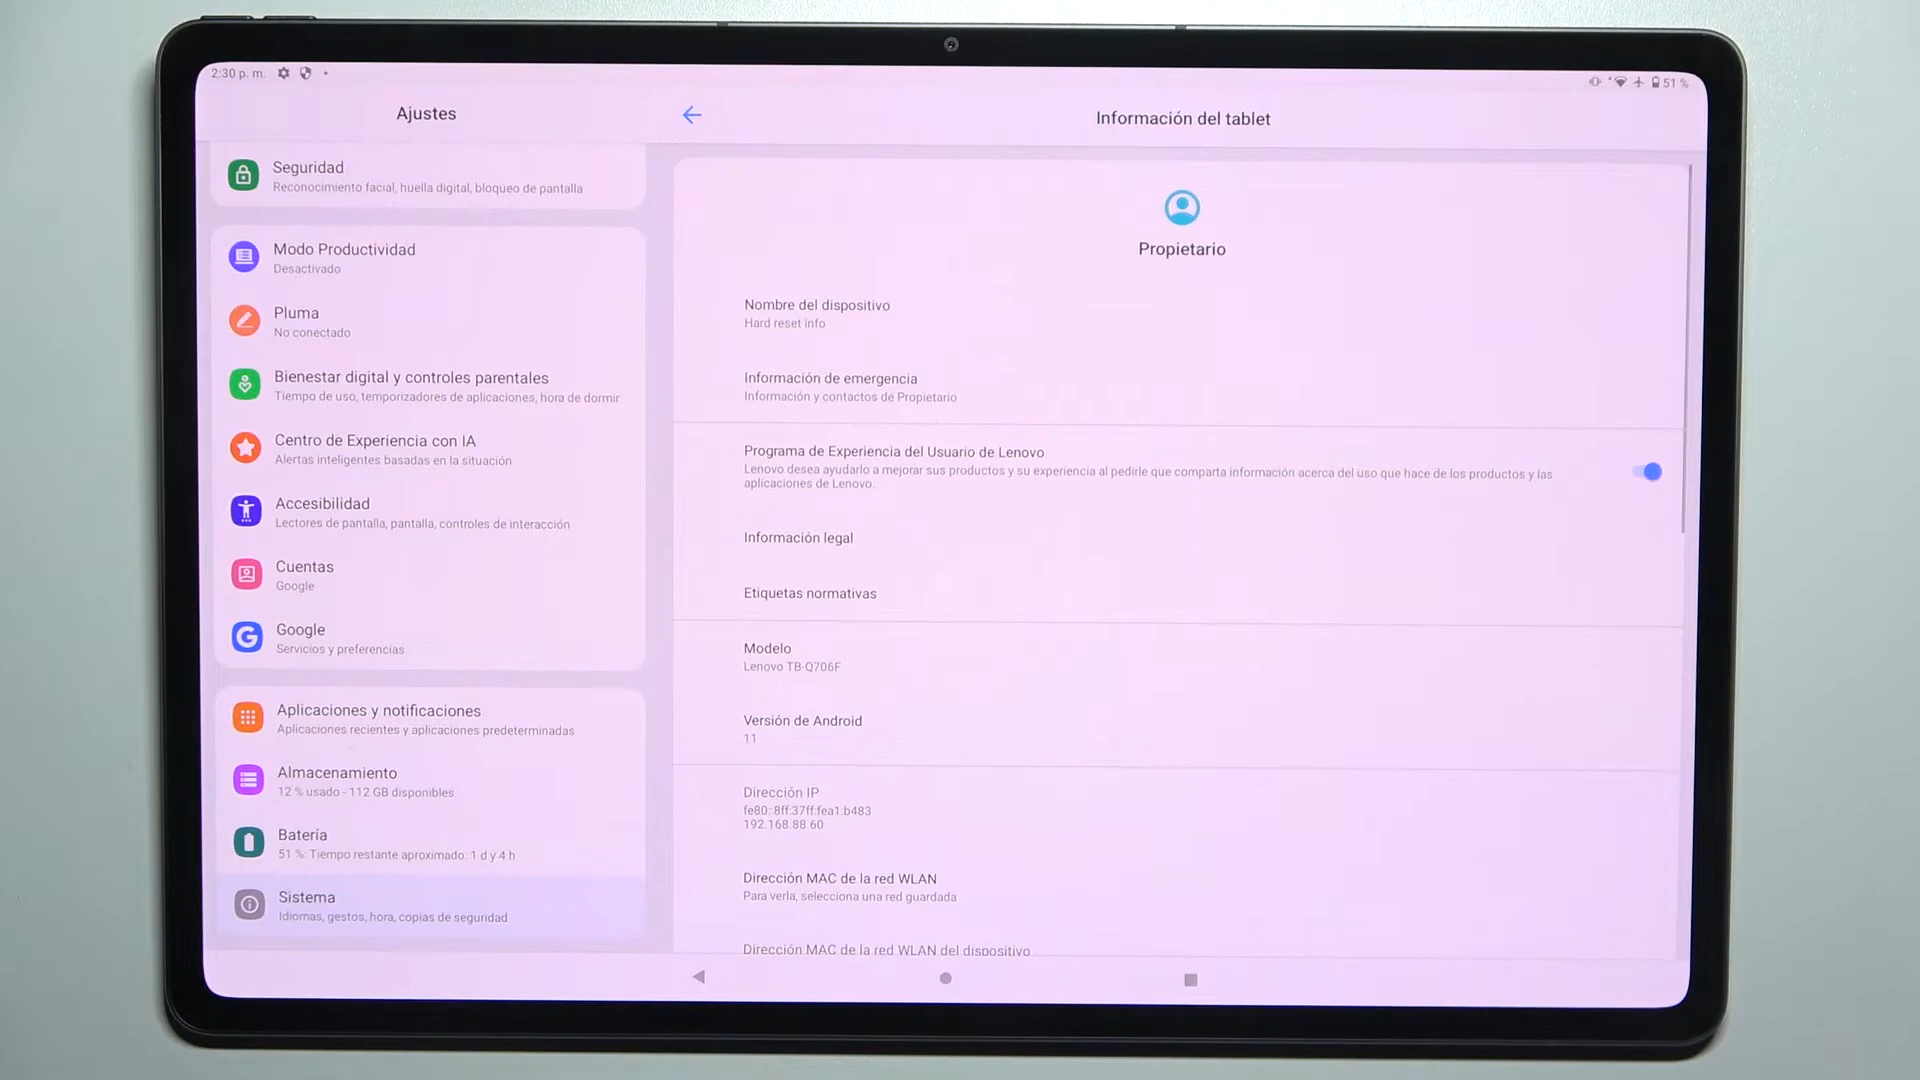 2:30 p. m.
51 %
Ajustes
Seguridad
Reconocimiento facial, huella digital, bloqueo de pantalla
Modo Productividad
Desactivado
Pluma
No conectado
Bienestar digital y controles parentales
Tiempo de uso, temporizadores de aplicaciones, hora de dormir
Centro de Experiencia con IA
Alertas inteligentes basadas en la situación
Accesibilidad
Lectores de pantalla, pantalla, controles de interacción
Cuentas
Google
Google
Servicios y preferencias
Aplicaciones y notificaciones
Aplicaciones recientes y aplicaciones predeterminadas
Almacenamiento
12 % usado - 112 GB disponibles
Batería
51 %: Tiempo restante aproximado: 1 d y 4 h
Sistema
Idiomas, gestos, hora, copias de seguridad
Información del tablet
Propietario
Nombre del dispositivo
Hard reset info
Información de emergencia
Información y contactos de Propietario
Programa de Experiencia del Usuario de Lenovo
Lenovo desea ayudarlo a mejorar sus productos y su experiencia al pedirle que comparta información acerca del uso que hace de los productos y las
aplicaciones de Lenovo.
Información legal
Etiquetas normativas
Modelo
Lenovo TB-Q706F
Versión de Android
11
Dirección IP
fe80::8ff:37ff:fea1:b483
192.168.88.60
Dirección MAC de la red WLAN
Para verla, selecciona una red guardada
Dirección MAC de la red WLAN del dispositivo